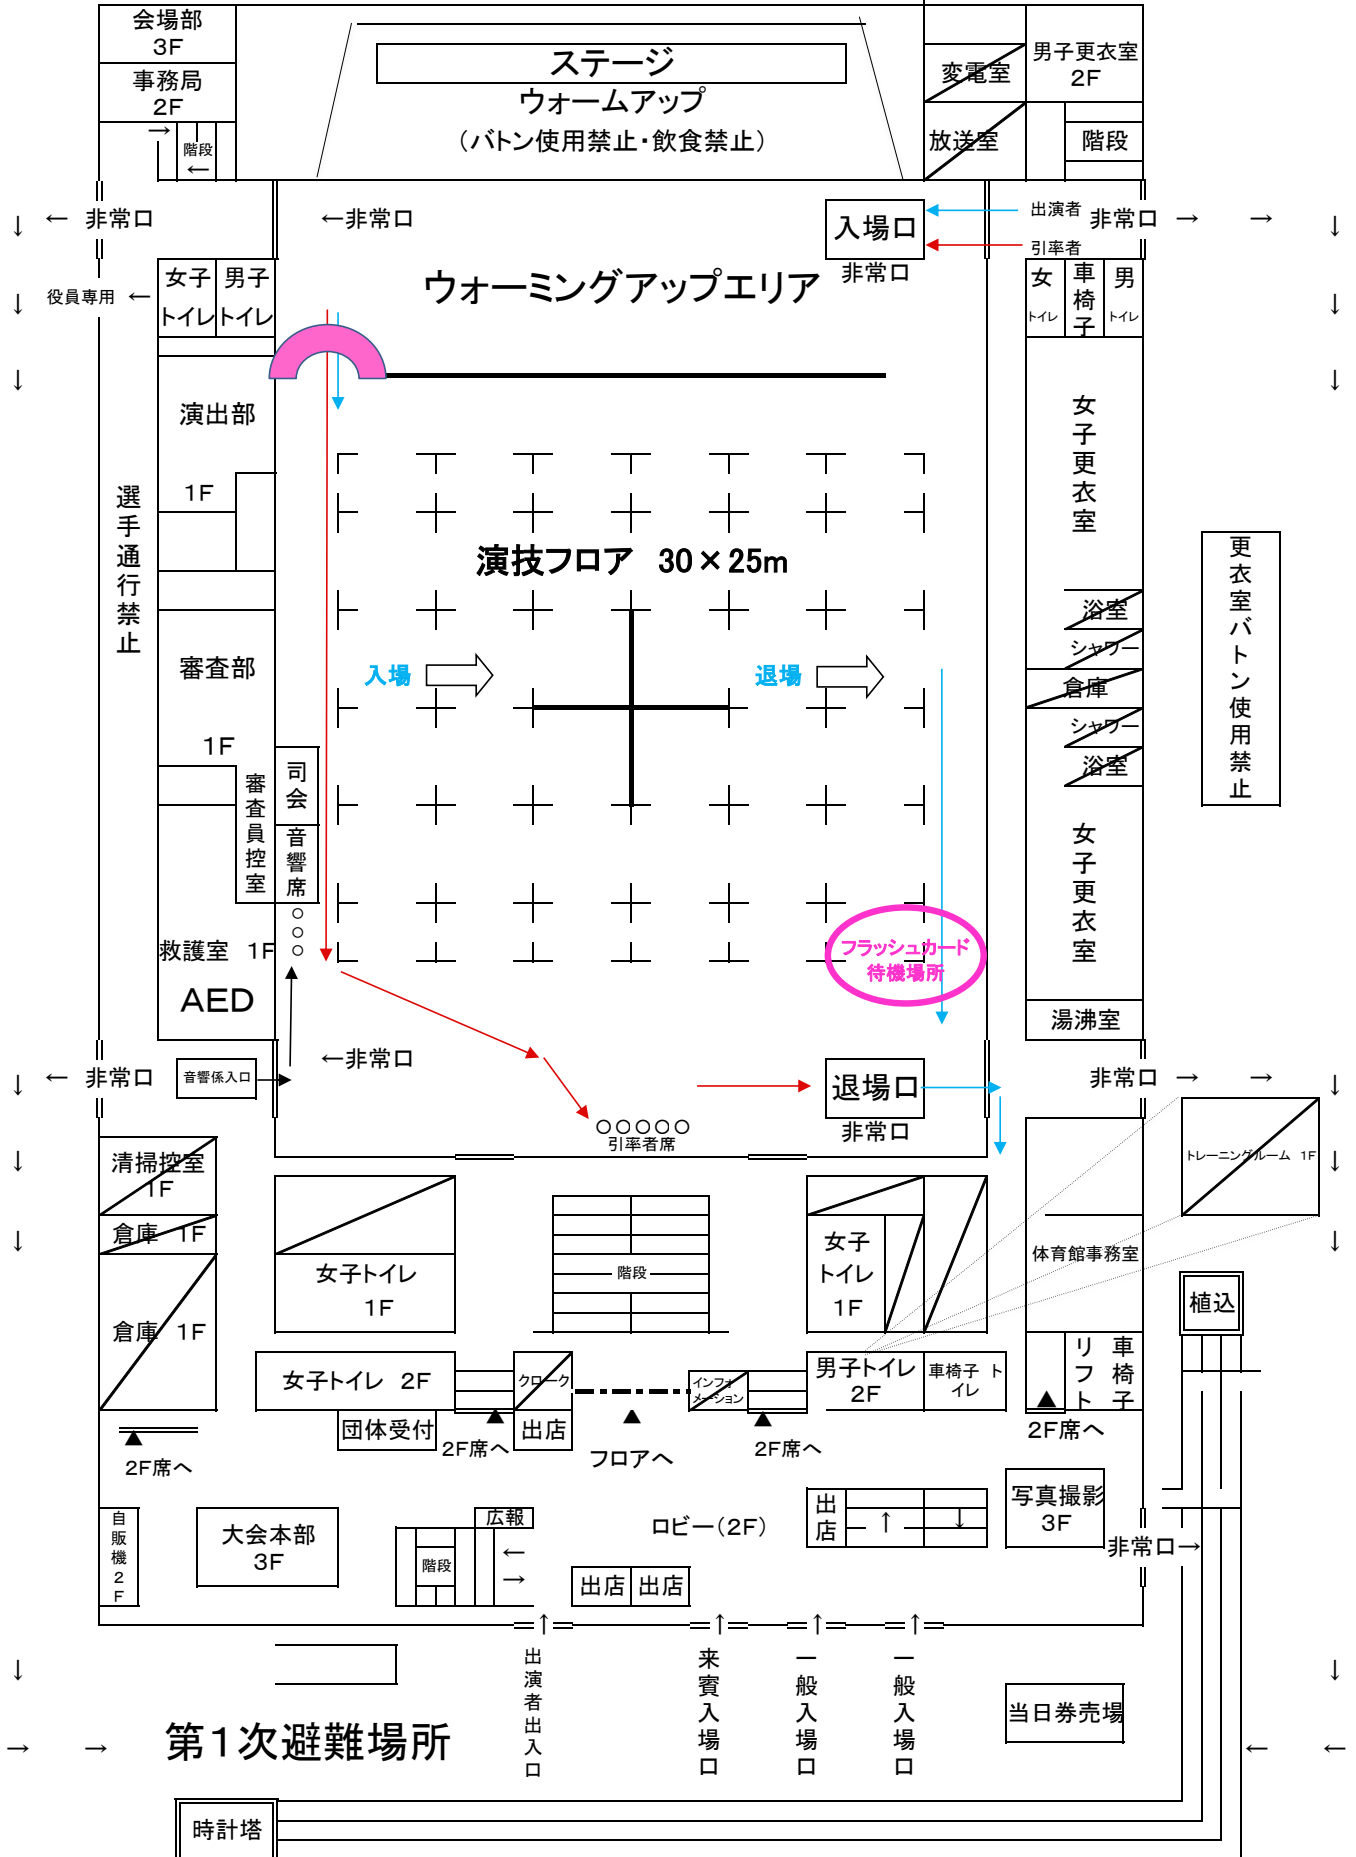 会場部
3F
事務局
2F
→
階段
←
ステージ
ウォームアップ
(バトン使用禁止・飲食禁止)
変電室
男子更衣室
2F
放送室
階段
↓
← 非常口
←非常口
入場口
出演者
引率者
非常口 → →
↓
非常口
役員専用 ←
↓
女子
トイレ
男子
トイレ
ウォーミングアップエリア
女
トイレ
車椅子
男
トイレ
↓
↓
↓
演出部
1F
選手通行禁止
女子更衣室
演技フロア 30×25m
更衣室バトン使用禁止
浴室
シャワー
倉庫
シャワー
浴室
審査部
1F
入場
退場
司会
審査員控室
音響席
○
○
○
女子更衣室
救護室 1F
AED
フラッシュカード
待機場所
湯沸室
↓
← 非常口
音響係入口
←非常口
退場口
非常口
非常口 → →
↓
○○○○○
引率者席
清掃控室
1F
倉庫 1F
倉庫 1F
↓
↓
女子トイレ
1F
階段
女子
トイレ
1F
体育館事務室
トレーニングルーム 1F
↓
↓
植込
女子トイレ 2F
クローク
インフォ
メーション
男子トイレ
2F
車椅子 ト
イレ
リフト
車椅子
団体受付
▲
2F席へ
出店
▲
フロアへ
▲
2F席へ
▲
2F席へ
▲
2F席へ
自販機2F
大会本部
3F
広報
階段
←
→
ロビー(2F)
出店
↑
↓
写真撮影
3F
非常口→
出店
出店
↑
↑
↑
↑
出演者出入口
来賓入場口
一般入場口
一般入場口
↓
↓
当日券売場
→ →
第1次避難場所
← ←
時計塔